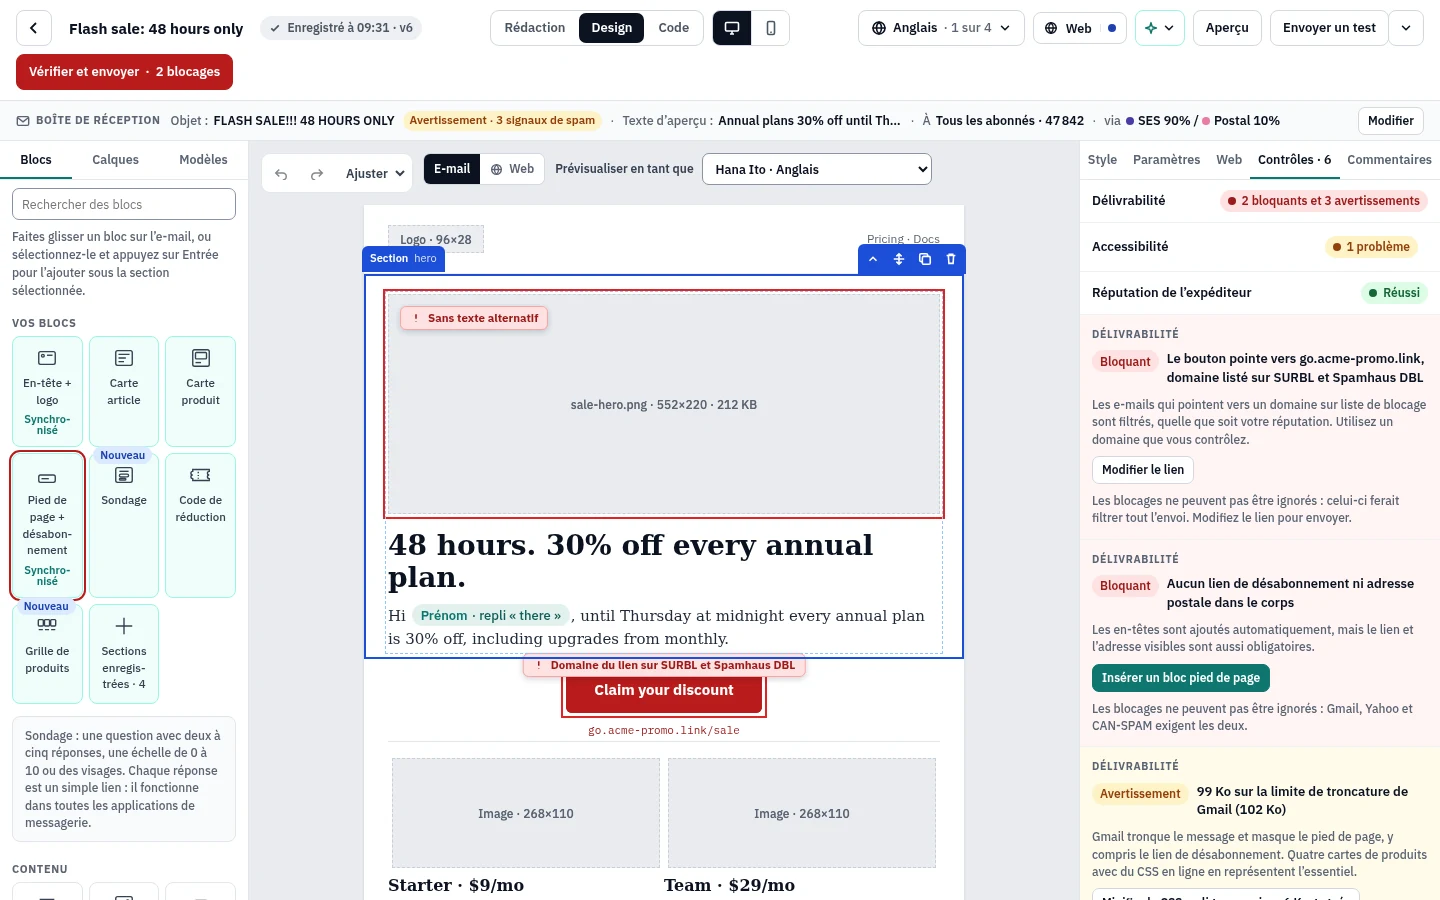 Flash sale: 48 hours only
Enregistré à 09:31 · v6
Rédaction
Design
Code
Anglais · 1 sur 4
Web
Aperçu
Envoyer un test
Vérifier et envoyer · 2 blocages
BOÎTE DE RÉCEPTION
Objet : FLASH SALE!!! 48 HOURS ONLY
Avertissement · 3 signaux de spam
· Texte d’aperçu : Annual plans 30% off until Th…
· À Tous les abonnés · 47 842
· via SES 90% / Postal 10%
Modifier
Blocs
Calques
Modèles
Rechercher des blocs
Faites glisser un bloc sur l’e-mail, ou
sélectionnez-le et appuyez sur Entrée
pour l’ajouter sous la section
sélectionnée.
VOS BLOCS
En-tête +
logo
Synchro-
nisé
Carte
article
Carte
produit
Pied de
page +
désabon-
nement
Synchro-
nisé
Nouveau
Sondage
Code de
réduction
Nouveau
Grille de
produits
Sections
enregis-
trées · 4
Sondage : une question avec deux à
cinq réponses, une échelle de 0 à
10 ou des visages. Chaque réponse
est un simple lien : il fonctionne
dans toutes les applications de
messagerie.
CONTENU
Ajuster
E-mail
Web
Prévisualiser en tant que
Hana Ito · Anglais
Logo · 96×28
Pricing · Docs
Section hero
! Sans texte alternatif
sale-hero.png · 552×220 · 212 KB
48 hours. 30% off every annual
plan.
Hi Prénom · repli « there » , until Thursday at midnight every annual plan
is 30% off, including upgrades from monthly.
! Domaine du lien sur SURBL et Spamhaus DBL
Claim your discount
go.acme-promo.link/sale
Image · 268×110
Image · 268×110
Starter · $9/mo
Team · $29/mo
Style
Paramètres
Web
Contrôles · 6
Commentaires
Délivrabilité
2 bloquants et 3 avertissements
Accessibilité
1 problème
Réputation de l’expéditeur
Réussi
DÉLIVRABILITÉ
Bloquant
Le bouton pointe vers go.acme-promo.link,
domaine listé sur SURBL et Spamhaus DBL
Les e-mails qui pointent vers un domaine sur liste de blocage
sont filtrés, quelle que soit votre réputation. Utilisez un
domaine que vous contrôlez.
Modifier le lien
Les blocages ne peuvent pas être ignorés : celui-ci ferait
filtrer tout l’envoi. Modifiez le lien pour envoyer.
DÉLIVRABILITÉ
Bloquant
Aucun lien de désabonnement ni adresse
postale dans le corps
Les en-têtes sont ajoutés automatiquement, mais le lien et
l’adresse visibles sont aussi obligatoires.
Insérer un bloc pied de page
Les blocages ne peuvent pas être ignorés : Gmail, Yahoo et
CAN-SPAM exigent les deux.
DÉLIVRABILITÉ
Avertissement
99 Ko sur la limite de troncature de
Gmail (102 Ko)
Gmail tronque le message et masque le pied de page, y
compris le lien de désabonnement. Quatre cartes de produits
avec du CSS en ligne en représentent l’essentiel.